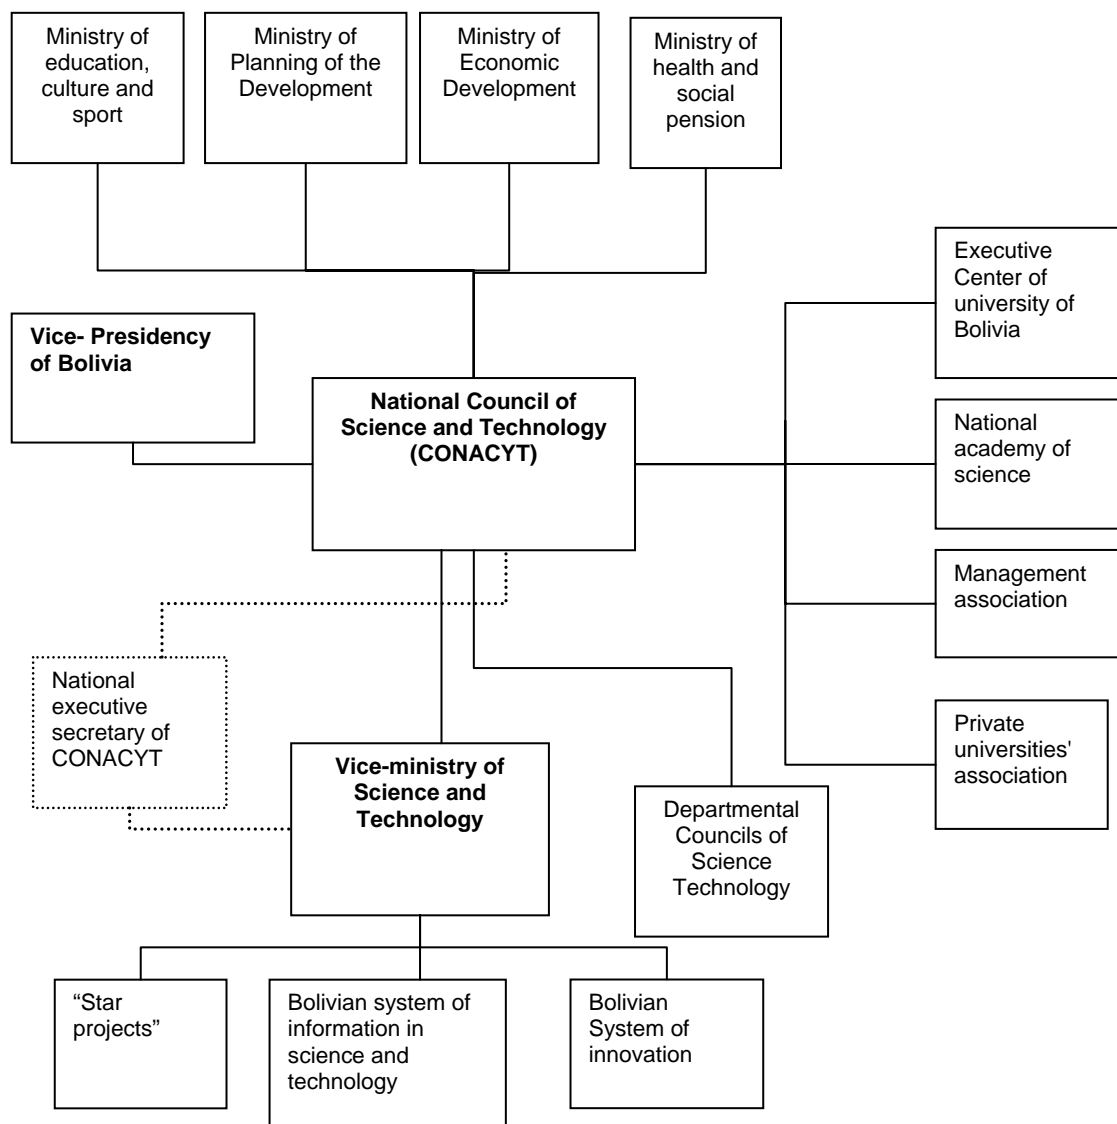 Ministry of
education,
culture and
sport
Ministry of
Planning of the
Development
Ministry of
Economic
Development
Ministry of
health and
social
pension
Executive
Center of
university of
Bolivia
Vice- Presidency
of Bolivia
National Council of
Science and Technology
(CONACYT)
National
academy of
science
Management
association
National
executive
secretary of
CONACYT
Private
universities'
association
Vice-ministry of
Science and
Technology
Departmental
Councils of
Science
Technology
“Star
projects”
Bolivian system of
information in
science and
technology
Bolivian
System of
innovation